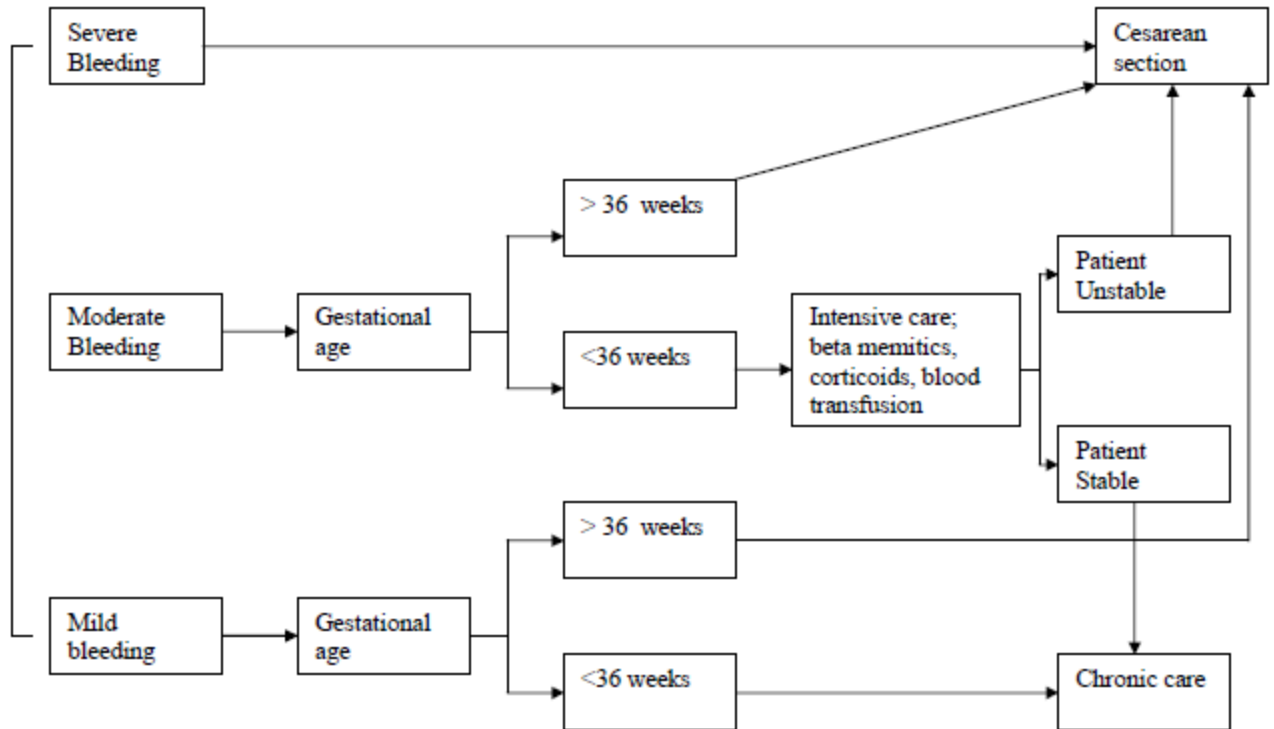 Severe
Bleeding
Cesarean
section
> 36 weeks
Moderate
Bleeding
Gestational
age
<36 weeks
Intensive care;
beta memitics,
corticoids, blood
transfusion
Patient
Unstable
Patient
Stable
Mild
bleeding
Gestational
age
> 36 weeks
<36 weeks
Chronic care